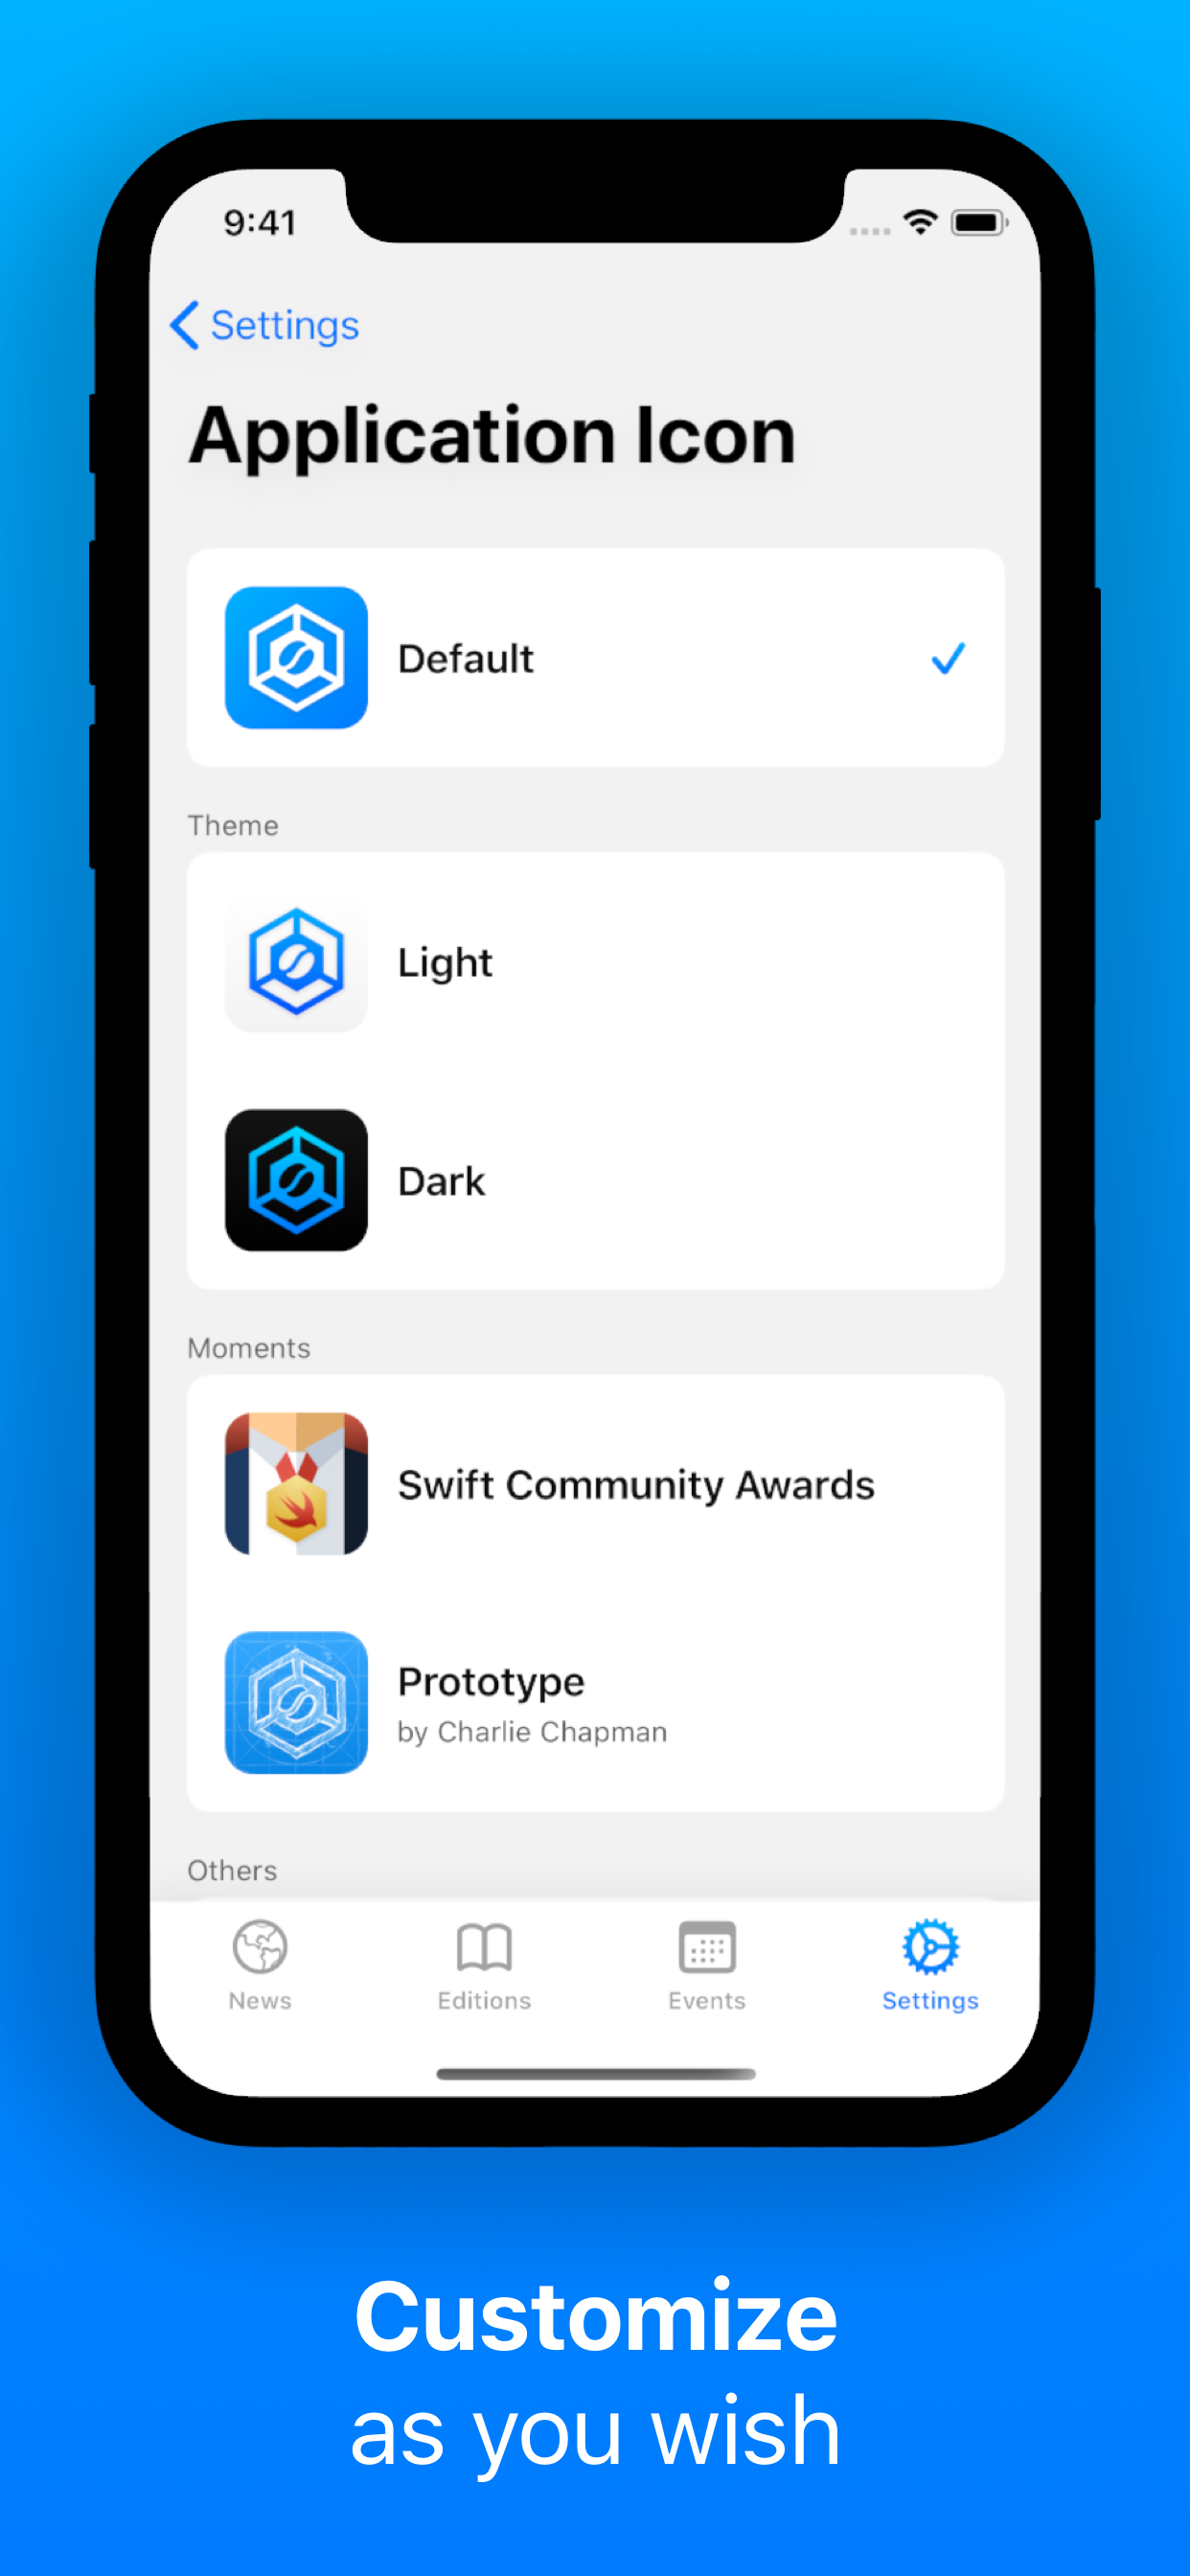 9:41
Settings
Application Icon
Default
Theme
Light
Dark
Moments
Swift Community Awards
Prototype
by Charlie Chapman
Others
News
Editions
Events
Settings
Customize
as you wish